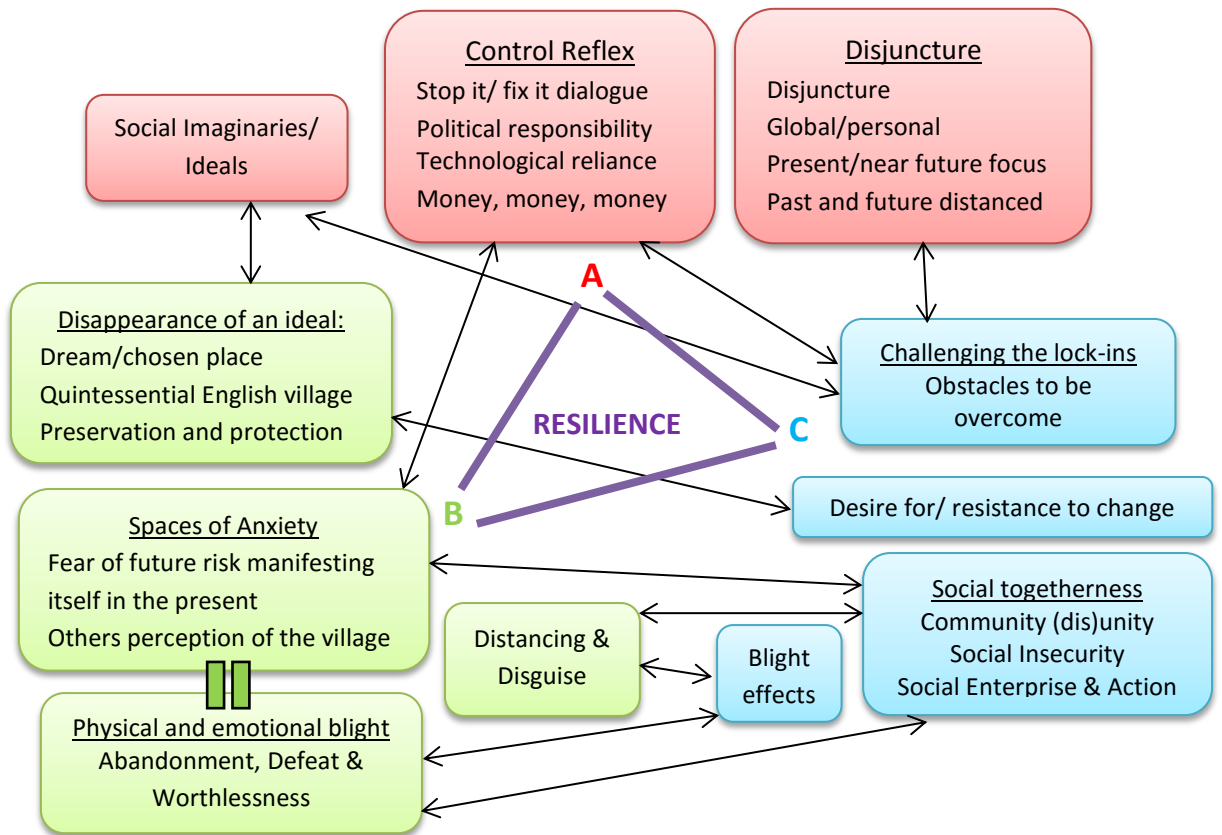 Control Reflex
Stop it/ fix it dialogue
Political responsibility
Technological reliance
Money, money, money
Disjuncture
Disjuncture
Global/personal
Present/near future focus
Past and future distanced
Social Imaginaries/
Ideals
A
Disappearance of an ideal:
Dream/chosen place
Quintessential English village
Preservation and protection
RESILIENCE
C
B
Challenging the lock-ins
Obstacles to be
overcome
Desire for/ resistance to change
Spaces of Anxiety
Fear of future risk manifesting
itself in the present
Others perception of the village
Distancing &
Disguise
Blight
effects
Social togetherness
Community (dis)unity
Social Insecurity
Social Enterprise & Action
Physical and emotional blight
Abandonment, Defeat &
Worthlessness